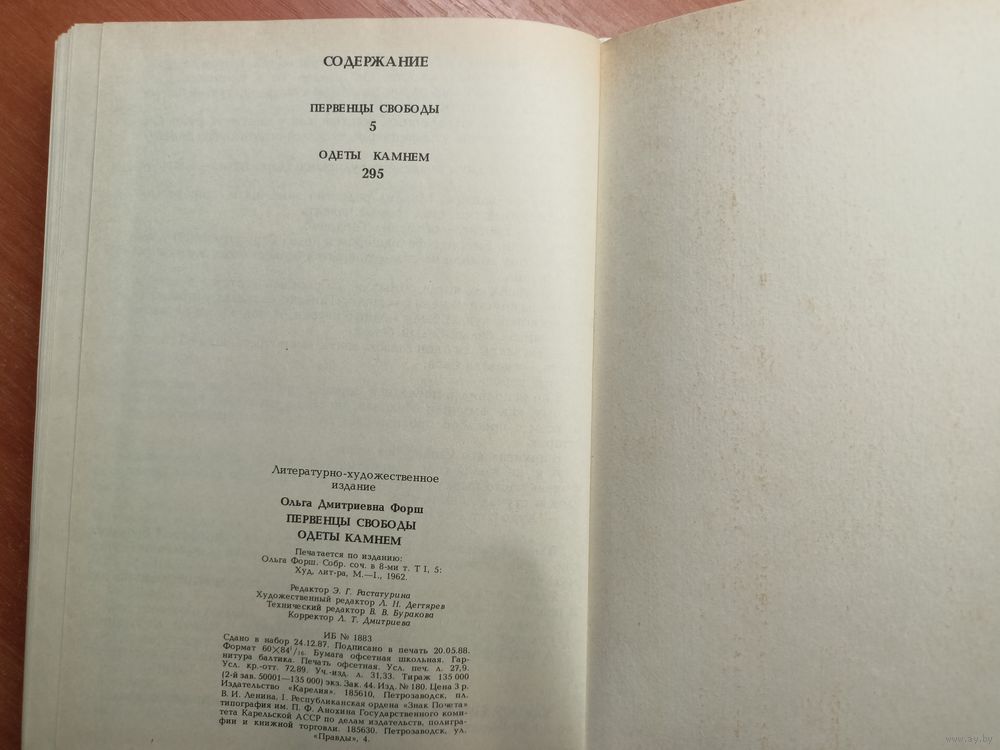 СОДЕРЖАНИЕ
ПЕРВЕНЦЫ СВОБОДЫ
5
ОДЕТЫ КАМНЕМ
295
Литературно-художественное
издание
Ольга Дмитриевна Форш
ПЕРВЕНЦЫ СВОБОДЫ
ОДЕТЫ КАМНЕМ
Печатается по изданию:
Ольга Форш. Собр. соч. в 8-ми т. Т I, 5:
Худ. лит-ра, М.—Л., 1962.
Редактор Э. Г. Растатурина
Художественный редактор Л. Н. Дегтярев
Технический редактор В. В. Буракова
Корректор Л. Т. Дмитриева
ИБ № 1883
Сдано в набор 24.12.87. Подписано в печать 20.05.88.
Формат 60×84¹/₁₆. Бумага офсетная школьная. Гар-
нитура балтика. Печать офсетная. Усл. печ. л. 27,9.
Усл. кр.-отт. 72,89. Уч.-изд. л. 31,33. Тираж 135 000
(2-й зав. 50001—135 000) экз. Зак. 44. Изд. № 180. Цена 3 р.
Издательство «Карелия». 185610, Петрозаводск, пл.
В. И. Ленина, 1. Республиканская ордена «Знак Почета»
типография им. П. Ф. Анохина Государственного коми-
тета Карельской АССР по делам издательств, полигра-
фии и книжной торговли. 185630. Петрозаводск, ул.
«Правды», 4.
www.ay.by